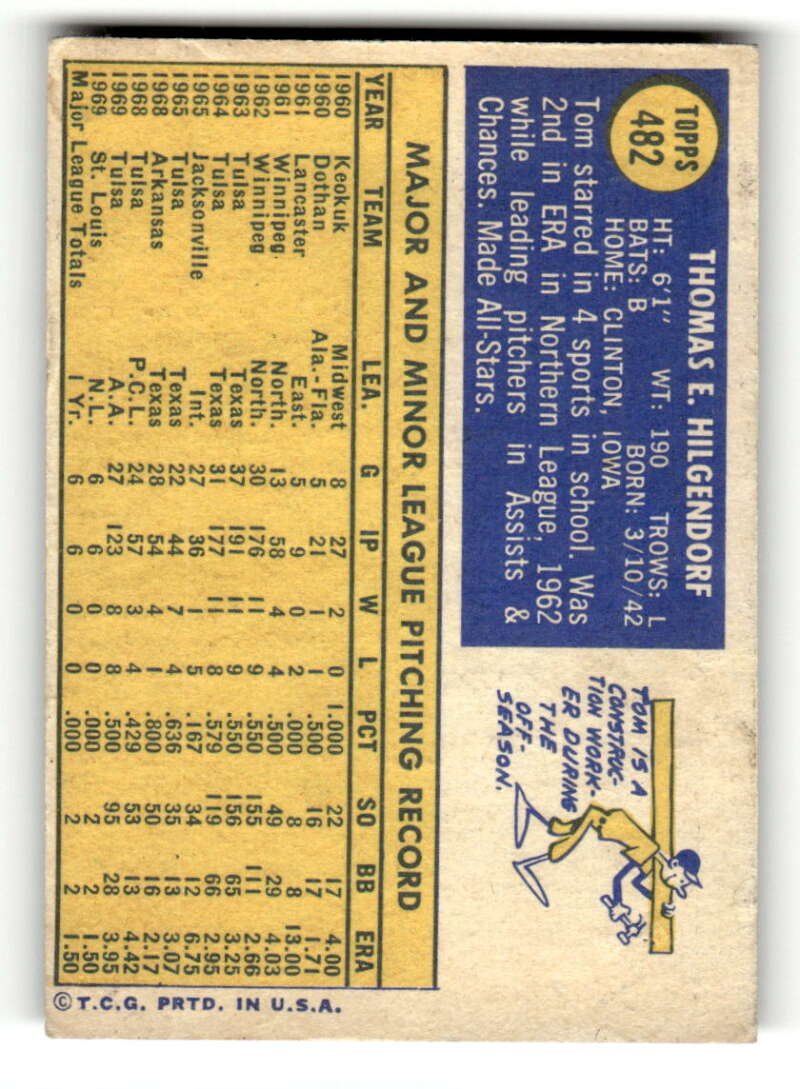 TOPPS
482
THOMAS E. HILGENDORF
HT: 6'1" WT: 190 TROWS: L
BATS: B BORN: 3/10/42
HOME: CLINTON, IOWA
Tom starred in 4 sports in school. Was
2nd in ERA in Northern League, 1962
while leading pitchers in Assists &
Chances. Made All-Stars.
TOM IS A
CONSTRUC-
TION WORK-
ER DURING
THE
OFF-
SEASON.
MAJOR AND MINOR LEAGUE PITCHING RECORD
YEAR TEAM LEA. G IP W L PCT SO BB ERA
1960 Keokuk Midwest 8 27 2 0 1.000 22 17 4.00
1960 Dothan Ala.-Fla. 5 21 1 1 .500 16 17 1.71
1961 Lancaster East. 5 9 0 2 .000 8 8 13.00
1961 Winnipeg North. 13 58 4 4 .500 49 29 4.03
1962 Winnipeg North. 30 176 11 9 .550 155 111 2.66
1963 Tulsa Texas 37 191 11 9 .550 156 65 3.25
1964 Tulsa Texas 31 177 11 8 .579 119 66 2.95
1965 Jacksonville Int. 27 36 1 5 .167 34 12 6.75
1965 Tulsa Texas 22 44 7 4 .636 35 13 3.07
1968 Arkansas Texas 28 54 4 1 .800 50 16 2.17
1968 Tulsa P.C.L. 24 57 3 4 .429 53 13 4.42
1969 Tulsa A.A. 27 123 8 8 .500 95 28 3.95
1969 St. Louis N.L. 6 6 0 0 .000 2 2 1.50
Major League Totals 1 Yr. 6 6 0 0 .000 2 2 1.50
© T.C.G. PRTD. IN U.S.A.